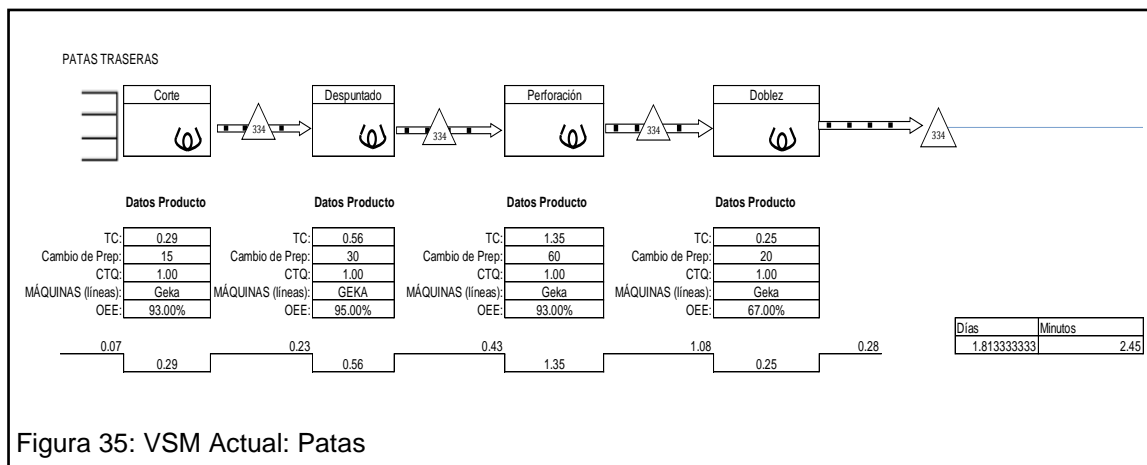 PATAS TRASERAS
Corte Despuntado Perforación Doblez
334 334 334 334
Datos Producto Datos Producto Datos Producto Datos Producto
TC: 0.29 TC: 0.56 TC: 1.35 TC: 0.25
Cambio de Prep: 15 Cambio de Prep: 30 Cambio de Prep: 60 Cambio de Prep: 20
CTQ: 1.00 CTQ: 1.00 CTQ: 1.00 CTQ: 1.00
MÁQUINAS (líneas): Geka MÁQUINAS (líneas): GEKA MÁQUINAS (líneas): Geka MÁQUINAS (líneas): Geka
OEE: 93.00% OEE: 95.00% OEE: 93.00% OEE: 67.00%
Días Minutos
1.813333333 2.45
0.07 0.23 0.43 1.08 0.28
0.29 0.56 1.35 0.25
Figura 35: VSM Actual: Patas